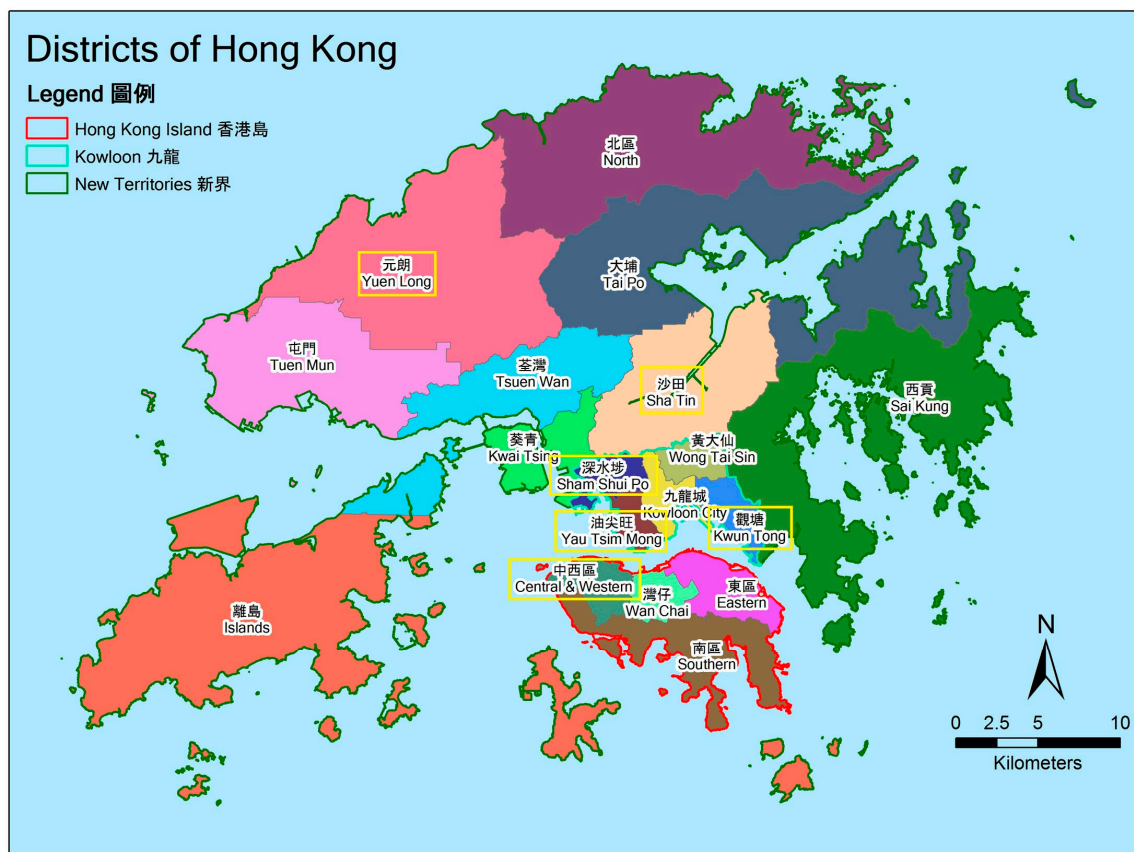 Districts of Hong Kong
Legend 圖例
Hong Kong Island 香港島
Kowloon 九龍
New Territories 新界
北區
North
元朗
Yuen Long
大埔
Tai Po
屯門
Tuen Mun
荃灣
Tsuen Wan
沙田
Sha Tin
西貢
Sai Kung
葵青
Kwai Tsing
黃大仙
Wong Tai Sin
深水埗
Sham Shui Po
九龍城
Kowloon City
油尖旺
Yau Tsim Mong
觀塘
Kwun Tong
中西區
Central & Western
灣仔
Wan Chai
東區
Eastern
離島
Islands
南區
Southern
N
0 2.5 5 10
Kilometers